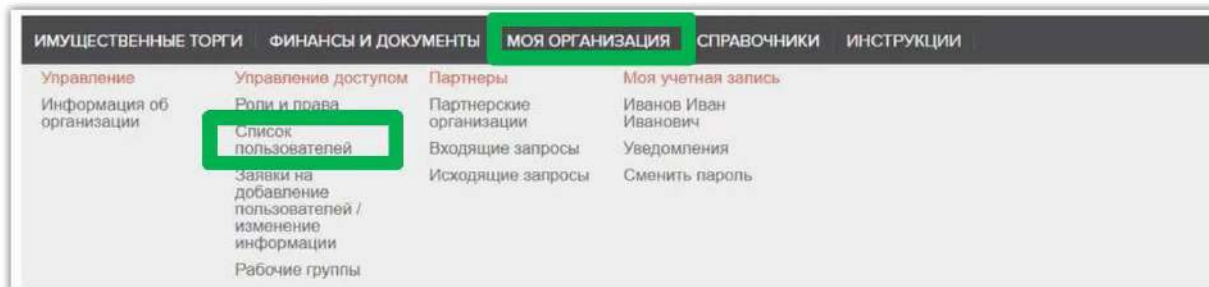 ИМУЩЕСТВЕННЫЕ ТОРГИ ФИНАНСЫ И ДОКУМЕНТЫ МОЯ ОРГАНИЗАЦИЯ СПРАВОЧНИКИ ИНСТРУКЦИИ
Управление
Информация об
организации
Управление доступом
Роли и права
Список
пользователей
Заявки на
добавление
пользователей /
изменение
информации
Рабочие группы
Партнеры
Партнерские
организации
Входящие запросы
Исходящие запросы
Моя учетная запись
Иванов Иван
Иванович
Уведомления
Сменить пароль